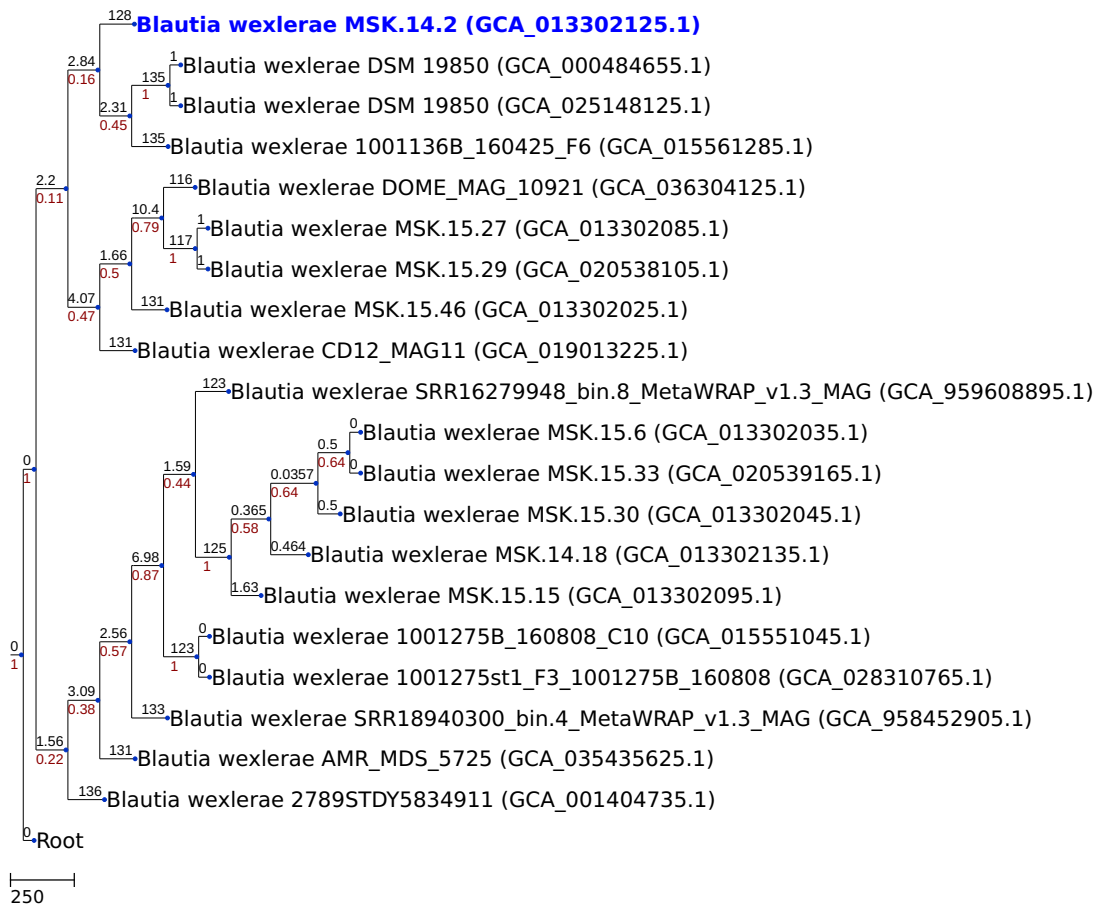 128
Blautia wexlerae MSK.14.2 (GCA_013302125.1)
2.84
0.16
1
Blautia wexlerae DSM 19850 (GCA_000484655.1)
135
1
1
Blautia wexlerae DSM 19850 (GCA_025148125.1)
2.31
0.45
135
Blautia wexlerae 1001136B_160425_F6 (GCA_015561285.1)
2.2
0.11
116
Blautia wexlerae DOME_MAG_10921 (GCA_036304125.1)
10.4
0.79
1
Blautia wexlerae MSK.15.27 (GCA_013302085.1)
117
1
1
Blautia wexlerae MSK.15.29 (GCA_020538105.1)
1.66
0.5
131
Blautia wexlerae MSK.15.46 (GCA_013302025.1)
4.07
0.47
131
Blautia wexlerae CD12_MAG11 (GCA_019013225.1)
123
Blautia wexlerae SRR16279948_bin.8_MetaWRAP_v1.3_MAG (GCA_959608895.1)
0
Blautia wexlerae MSK.15.6 (GCA_013302035.1)
0.5
0.64
0
Blautia wexlerae MSK.15.33 (GCA_020539165.1)
0
1
1.59
0.44
0.0357
0.64
0.5
Blautia wexlerae MSK.15.30 (GCA_013302045.1)
0.365
0.58
0.464
Blautia wexlerae MSK.14.18 (GCA_013302135.1)
125
1
6.98
0.87
1.63
Blautia wexlerae MSK.15.15 (GCA_013302095.1)
0
Blautia wexlerae 1001275B_160808_C10 (GCA_015551045.1)
123
1
0
Blautia wexlerae 1001275st1_F3_1001275B_160808 (GCA_028310765.1)
2.56
0.57
0
1
133
Blautia wexlerae SRR18940300_bin.4_MetaWRAP_v1.3_MAG (GCA_958452905.1)
3.09
0.38
131
Blautia wexlerae AMR_MDS_5725 (GCA_035435625.1)
1.56
0.22
136
Blautia wexlerae 2789STDY5834911 (GCA_001404735.1)
0
Root
250